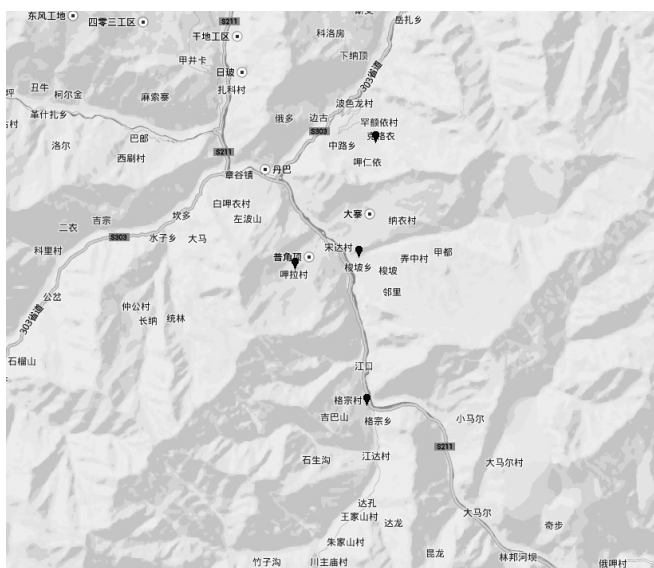 东风工地
四零三工区
S211
岳扎乡
干地工区
科洛房
下纳顶
甲井卡
日玻
扎科村
303省道
丑牛
柯尔金
麻索寨
波色龙村
革什扎乡
俄多
边古
罕额依村
S303
克格衣
巴郎
洛尔
中路乡
西刷村
S211
呷仁依
章谷镇
丹巴
白呷衣村
大寨
左波山
坎多
纳衣村
吉宗
二衣
S303
水子乡
大马
科里村
宋达村
弄中村
甲都
普角顶
梭坡乡
梭坡
呷拉村
邻里
公岔
仲公村
长纳
统林
303省道
石榴山
江口
格宗村
吉巴山
格宗乡
小马尔
S211
江达村
石生沟
大马尔村
达孔
王家山村
达龙
大马尔
奇步
朱家山村
昆龙
林邦河坝
竹子沟
川主庙村
俄呷村